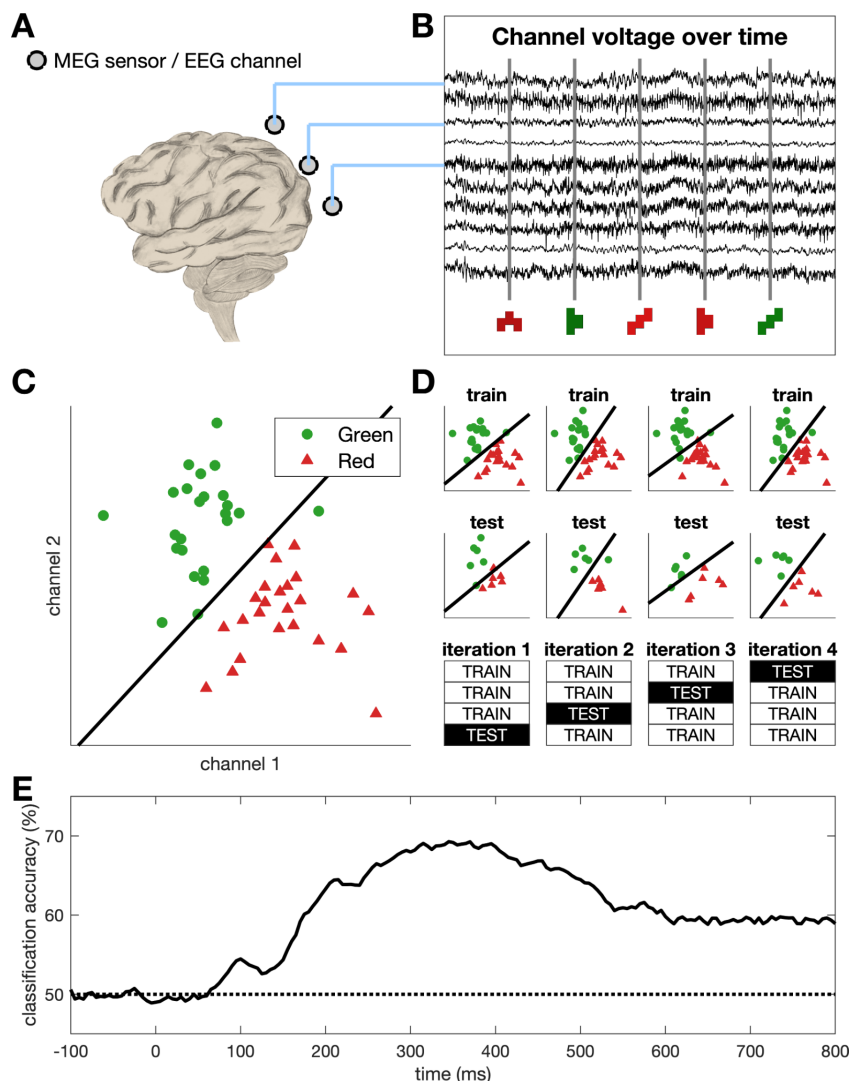 A
MEG sensor / EEG channel
B
Channel voltage over time
C
Green
Red
channel 2
channel 1
D
train train train train
test test test test
iteration 1 iteration 2 iteration 3 iteration 4
TRAIN TRAIN TRAIN TEST
TRAIN TRAIN TEST TRAIN
TRAIN TEST TRAIN TRAIN
TEST TRAIN TRAIN TRAIN
E
classification accuracy (%)
70
60
50
-100 0 100 200 300 400 500 600 700 800
time (ms)